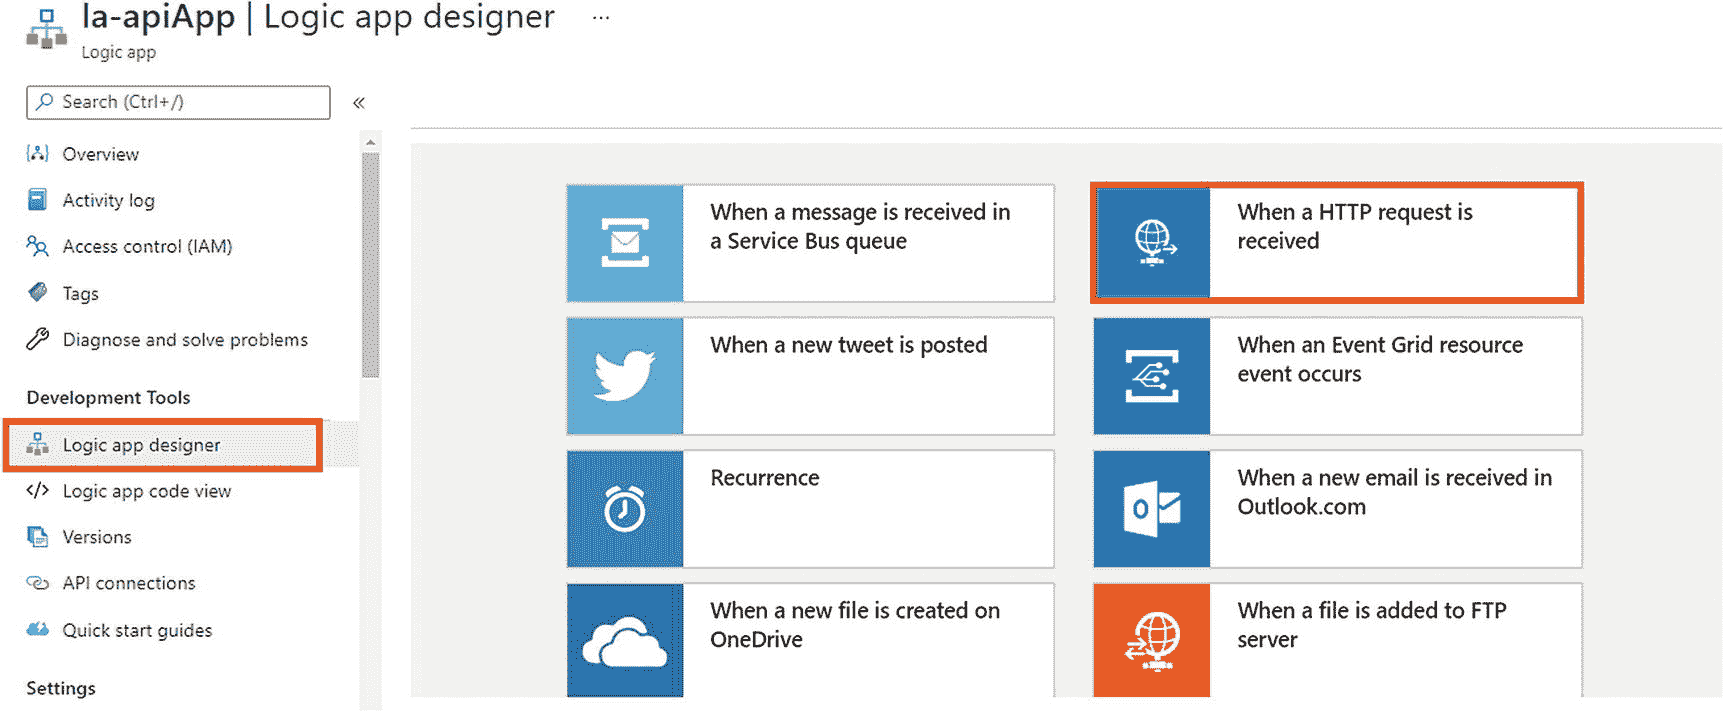 la-apiApp | Logic app designer ...
Logic app
Search (Ctrl+/)
«
Overview
Activity log
Access control (IAM)
Tags
Diagnose and solve problems
Development Tools
Logic app designer
</> Logic app code view
Versions
API connections
Quick start guides
Settings
When a message is received in
a Service Bus queue
When a HTTP request is
received
When a new tweet is posted
When an Event Grid resource
event occurs
Recurrence
When a new email is received in
Outlook.com
When a new file is created on
OneDrive
When a file is added to FTP
server